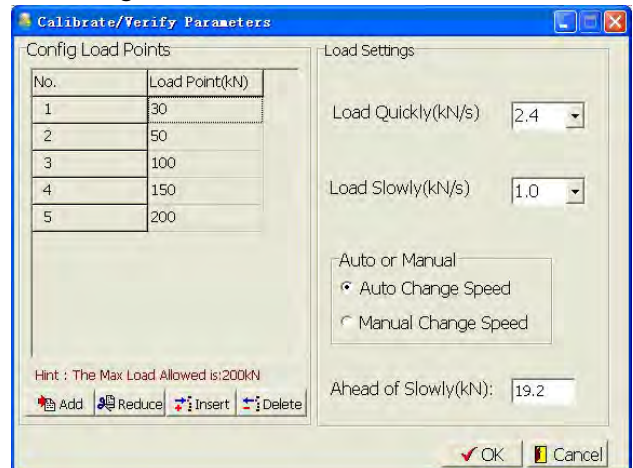 Calibrate/Verify Parameters
Config Load Points
No. Load Point(kN)
1 30
2 50
3 100
4 150
5 200
Hint : The Max Load Allowed is:200kN
Add Reduce Insert Delete
Load Settings
Load Quickly(kN/s) 2.4
Load Slowly(kN/s) 1.0
Auto or Manual
Auto Change Speed
Manual Change Speed
Ahead of Slowly(kN): 19.2
OK Cancel